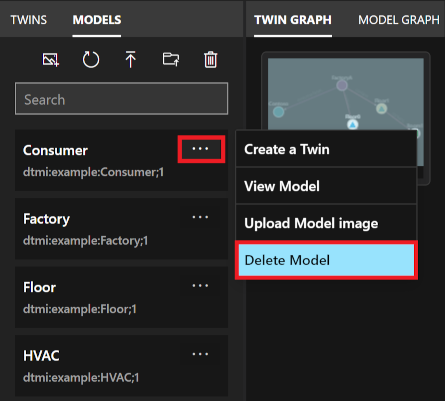 TWINS MODELS
TWIN GRAPH MODEL GRAPH
Search
Consumer
dtmi:example:Consumer;1
Create a Twin
View Model
Upload Model image
Delete Model
Factory
dtmi:example:Factory;1
Floor
dtmi:example:Floor;1
HVAC
dtmi:example:HVAC;1